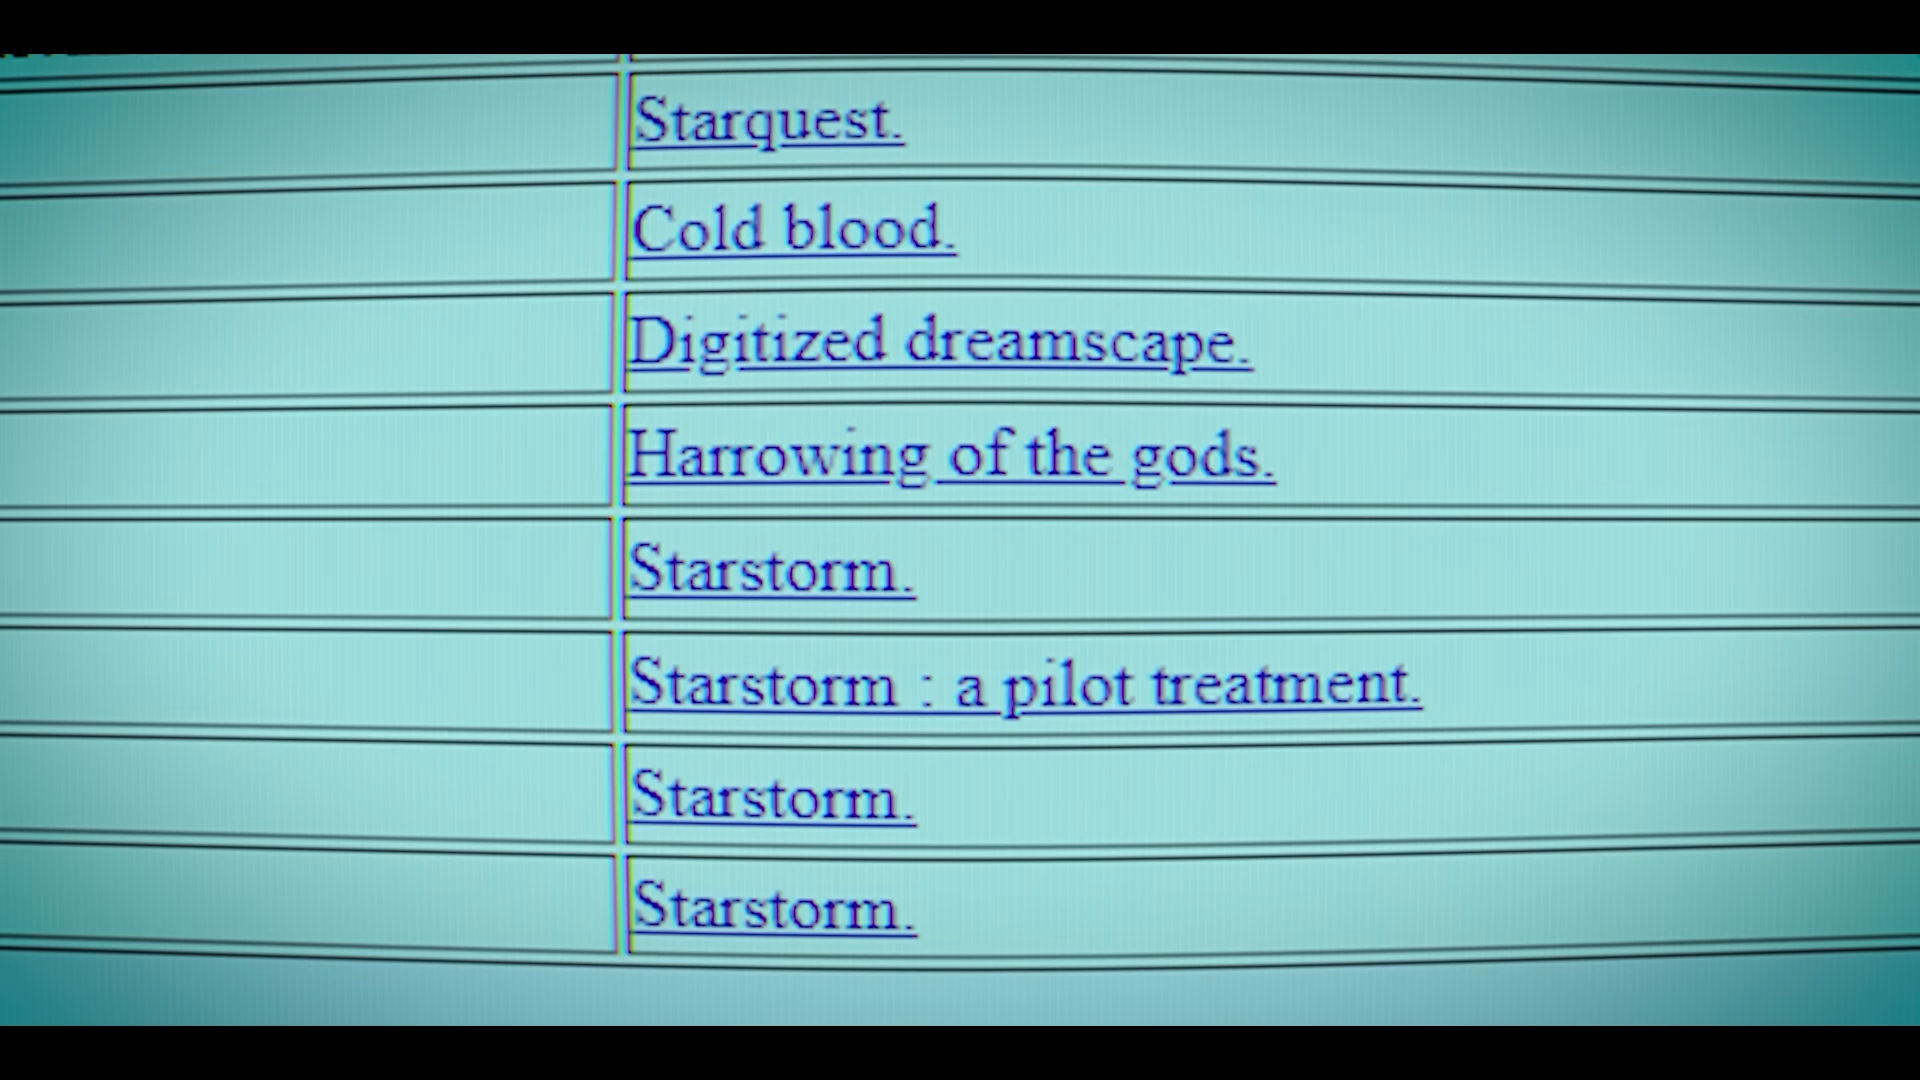 Starquest.
Cold blood.
Digitized dreamscape.
Harrowing of the gods.
Starstorm.
Starstorm : a pilot treatment.
Starstorm.
Starstorm.